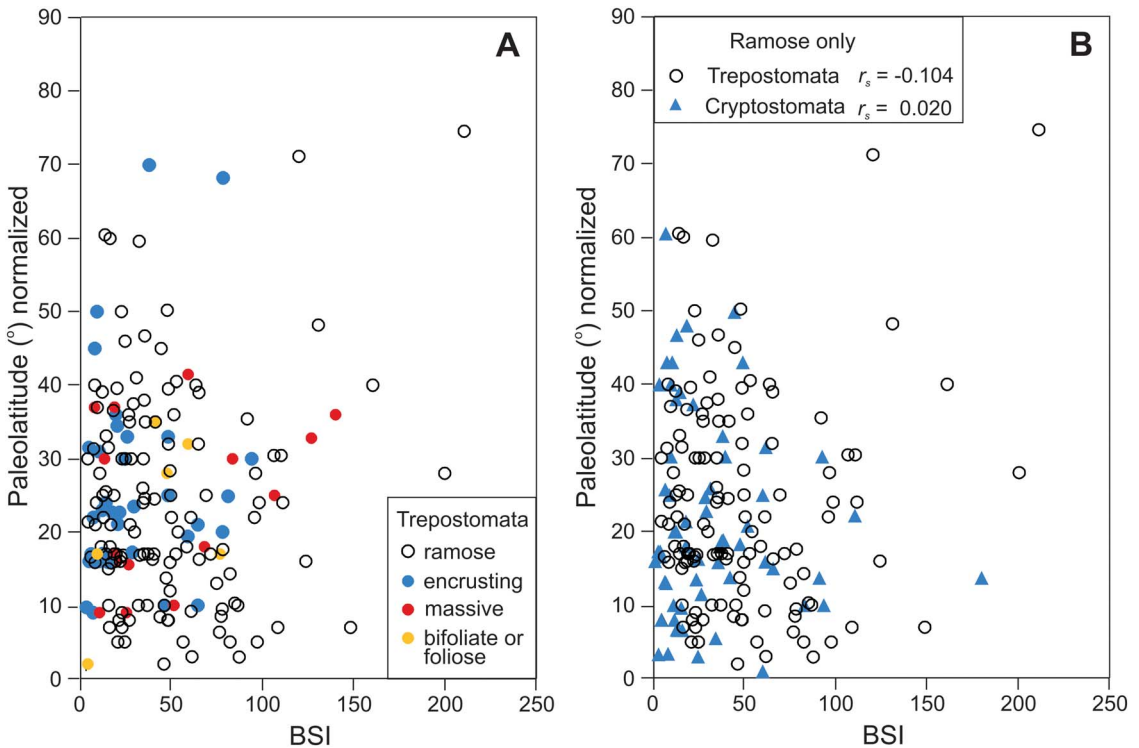 A
90
80
70
60
50
40
30
20
10
0
Paleolatitude (°) normalized
0 50 100 150 200 250
BSI
Trepostomata
ramose
encrusting
massive
bifoliate or
foliose
B
90
80
70
60
50
40
30
20
10
0
Paleolatitude (°) normalized
0 50 100 150 200 250
BSI
Ramose only
Trepostomata rs = -0.104
Cryptostomata rs = 0.020